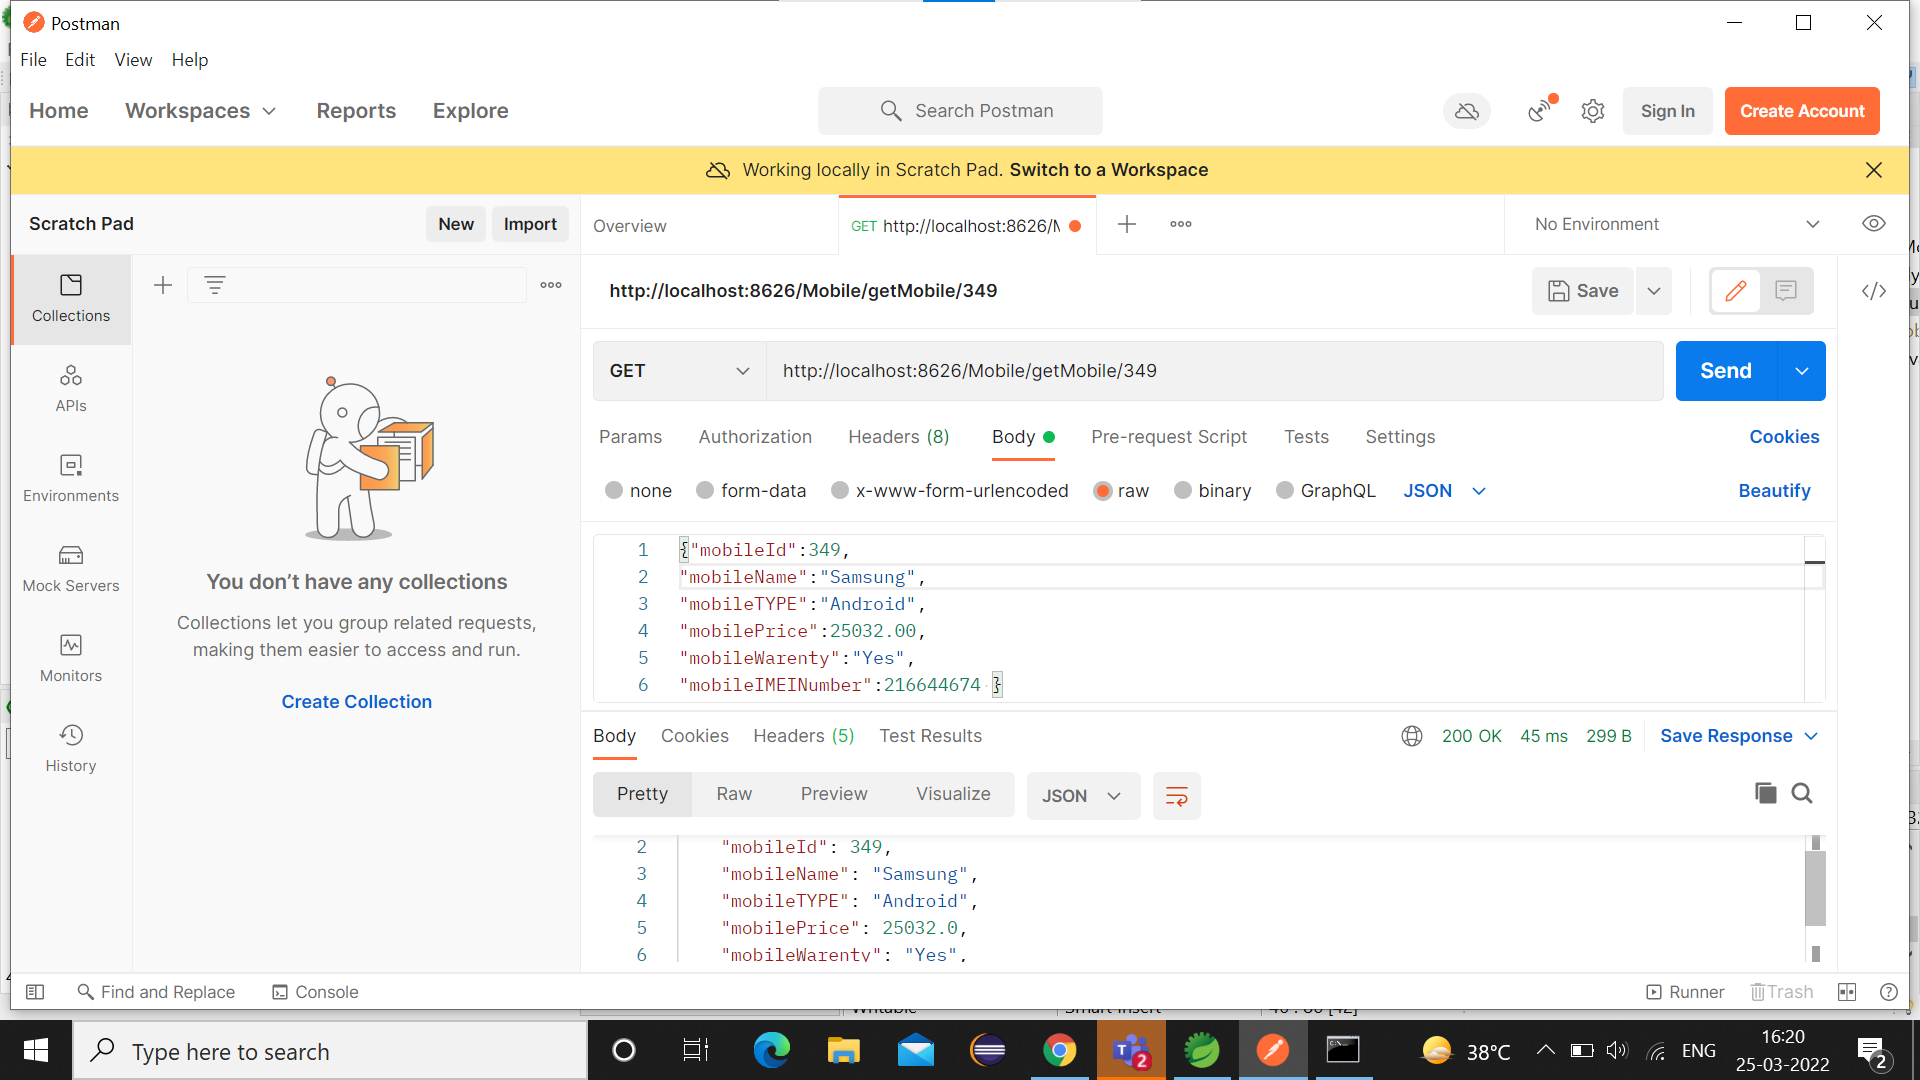 Postman
File Edit View Help
Home Workspaces Reports Explore
Search Postman
Sign In
Create Account
Working locally in Scratch Pad. Switch to a Workspace
Scratch Pad
New
Import
Overview
GET http://localhost:8626/M
No Environment
http://localhost:8626/Mobile/getMobile/349
Save
GET
http://localhost:8626/Mobile/getMobile/349
Send
Params Authorization Headers (8) Body Pre-request Script Tests Settings
Cookies
none form-data x-www-form-urlencoded raw binary GraphQL JSON
Beautify
1 {"mobileId":349,
2 "mobileName":"Samsung",
3 "mobileTYPE":"Android",
4 "mobilePrice":25032.00,
5 "mobileWarenty":"Yes",
6 "mobileIMEINumber":216644674 }
Collections
APIs
Environments
Mock Servers
Monitors
History
You don't have any collections
Collections let you group related requests,
making them easier to access and run.
Create Collection
Body Cookies Headers (5) Test Results
200 OK 45 ms 299 B Save Response
Pretty Raw Preview Visualize JSON
2 "mobileId": 349,
3 "mobileName": "Samsung",
4 "mobileTYPE": "Android",
5 "mobilePrice": 25032.0,
6 "mobileWarenty": "Yes",
Find and Replace
Console
Runner
Trash
Writable
Smart Insert
Type here to search
2
38°C
ENG
16:20
25-03-2022
2